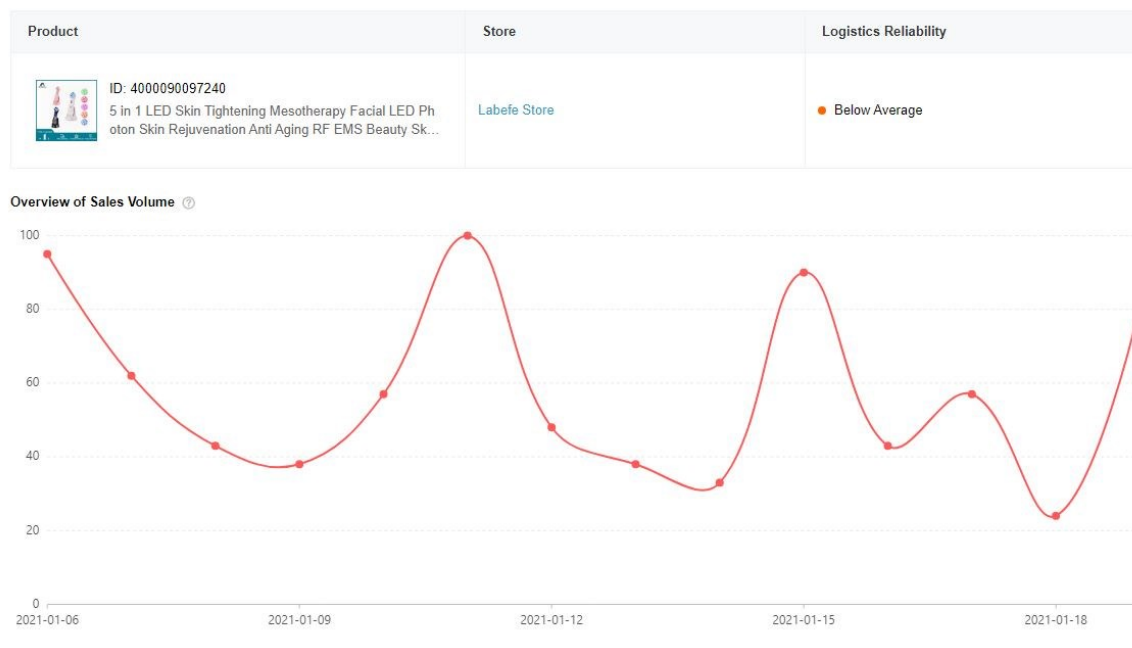 Product Store Logistics Reliability
ID: 4000090097240
5 in 1 LED Skin Tightening Mesotherapy Facial LED Ph
oton Skin Rejuvenation Anti Aging RF EMS Beauty Sk...
Labefe Store
Below Average
Overview of Sales Volume ?
100
80
60
40
20
0
2021-01-06 2021-01-09 2021-01-12 2021-01-15 2021-01-18